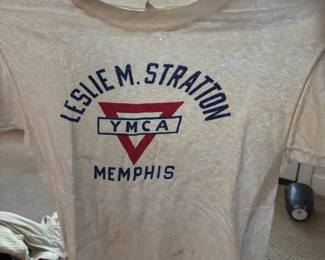 LESLIE M. STRATTON
YMCA
MEMPHIS